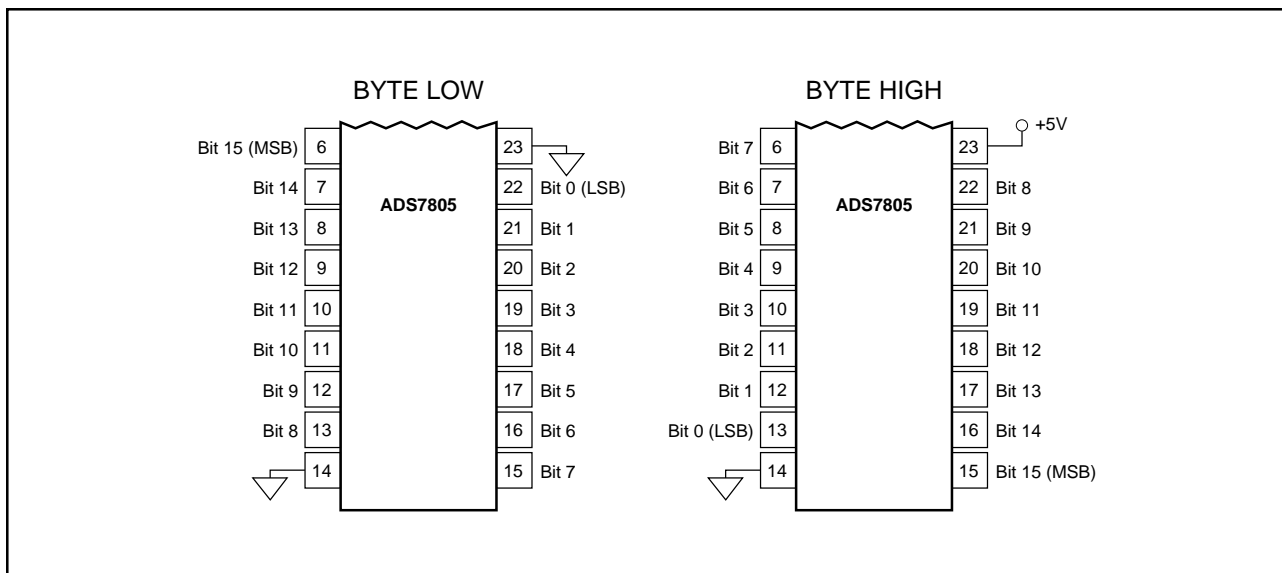 BYTE LOW
Bit 15 (MSB) 6 23
Bit 14 7 22 Bit 0 (LSB)
Bit 13 8 21 Bit 1
Bit 12 9 20 Bit 2
Bit 11 10 19 Bit 3
Bit 10 11 18 Bit 4
Bit 9 12 17 Bit 5
Bit 8 13 16 Bit 6
14 15 Bit 7
ADS7805
BYTE HIGH
+5V
Bit 7 6 23
Bit 6 7 22 Bit 8
Bit 5 8 21 Bit 9
Bit 4 9 20 Bit 10
Bit 3 10 19 Bit 11
Bit 2 11 18 Bit 12
Bit 1 12 17 Bit 13
Bit 0 (LSB) 13 16 Bit 14
14 15 Bit 15 (MSB)
ADS7805